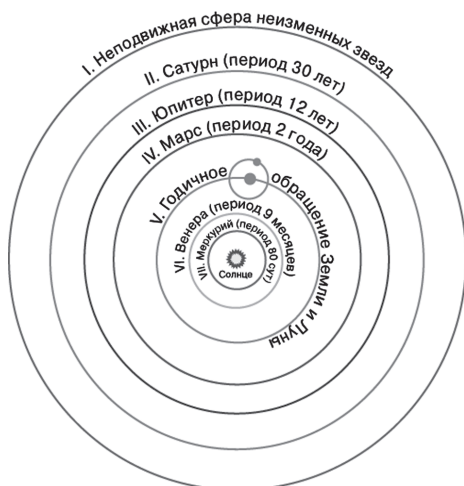 I. Неподвижная сфера неизменных звезд
II. Сатурн (период 30 лет)
III. Юпитер (период 12 лет)
IV. Марс (период 2 года)
V. Годичное обращение Земли и Луны
VI. Венера (период 9 месяцев)
VII. Меркурий (период 80 сут)
Солнце